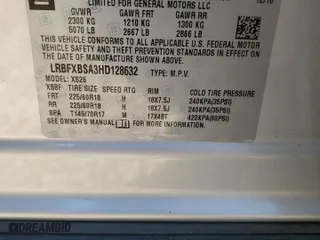 LIMITED FOR GENERAL MOTORS LLC
GVWR GAWR FRT GAWR RR
2300 KG 1210 KG 1300 KG
5070 LB 2667 LB 2866 LB
THIS VEHICLE CONFORMS TO ALL APPLICABLE U.S. FEDERAL MOTOR
VEHICLE SAFETY, BUMPER, AND THEFT PREVENTION STANDARDS IN
EFFECT ON THE DATE OF MANUFACTURE SHOWN ABOVE.
LRBFXBSA3HD128632 TYPE: M.P.V.
MODEL: XS26
XBBF TIRE SIZE SPEED RTG RIM COLD TIRE PRESSURE
FRT 225/60R18 H 18X7.5J 240KPA(35PSI)
RR 225/60R18 H 18X7.5J 240KPA(35PSI)
SPA T145/70R17 M 17X4BT 420KPA(60PSI)
SEE OWNER'S MANUAL FOR MORE INFORMATION.
DREAMBID